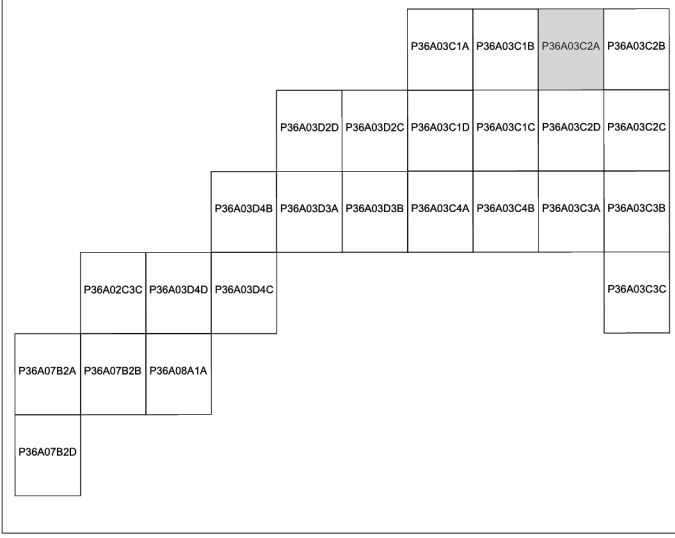 P36A03C1A P36A03C1B P36A03C2A P36A03C2B
P36A03D2D P36A03D2C P36A03C1D P36A03C1C P36A03C2D P36A03C2C
P36A03D4B P36A03D3A P36A03D3B P36A03C4A P36A03C4B P36A03C3A P36A03C3B
P36A02C3C P36A03D4D P36A03D4C P36A03C3C
P36A07B2A P36A07B2B P36A08A1A
P36A07B2D